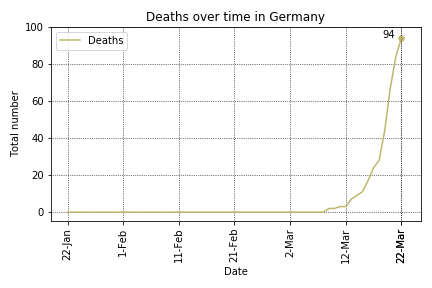 Deaths over time in Germany
Deaths
94
Total number
100
80
60
40
20
0
22-Jan
1-Feb
11-Feb
21-Feb
2-Mar
12-Mar
22-Mar
Date